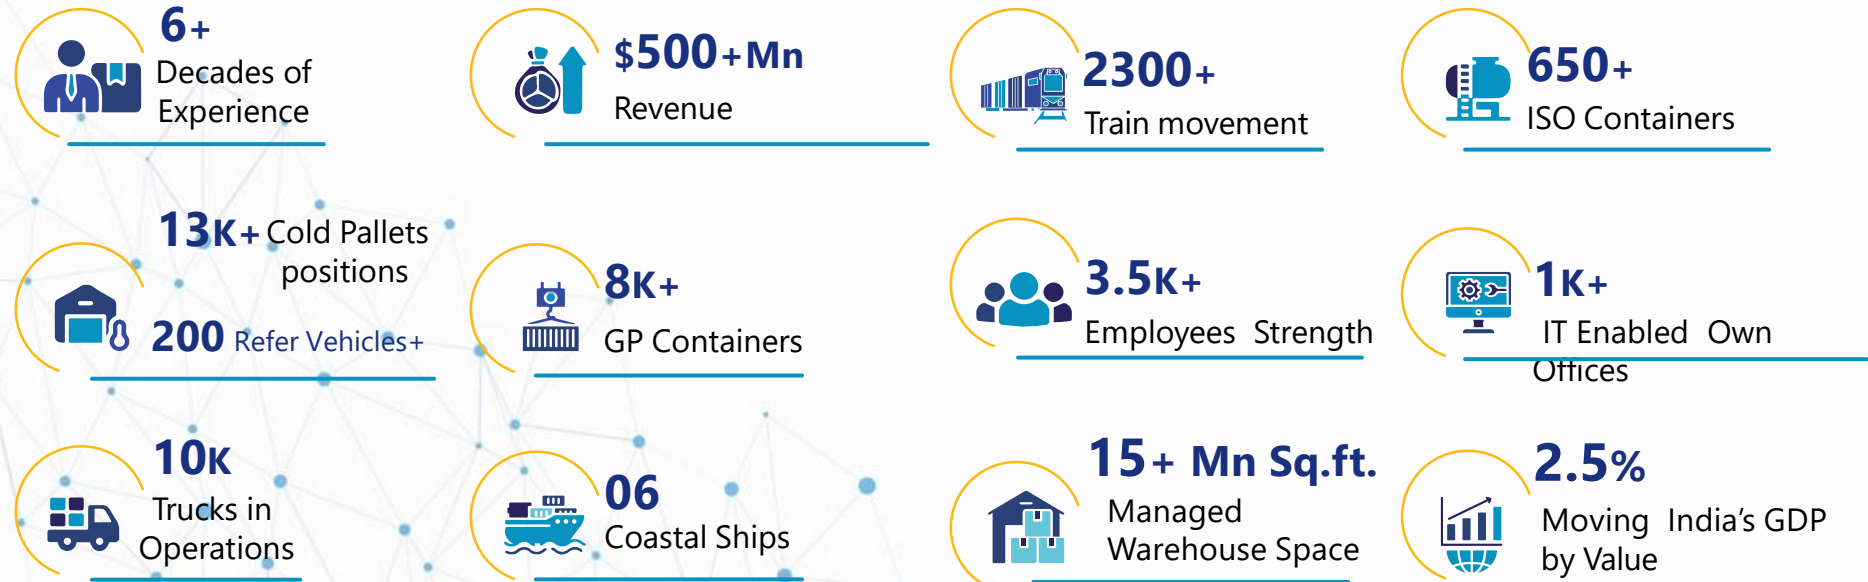 6+
Decades of
Experience
$500+Mn
Revenue
2300+
Train movement
650+
ISO Containers
13K+ Cold Pallets
positions
200 Refer Vehicles+
8K+
GP Containers
3.5K+
Employees Strength
1K+
IT Enabled Own
Offices
10K
Trucks in
Operations
06
Coastal Ships
15+ Mn Sq.ft.
Managed
Warehouse Space
2.5%
Moving India's GDP
by Value